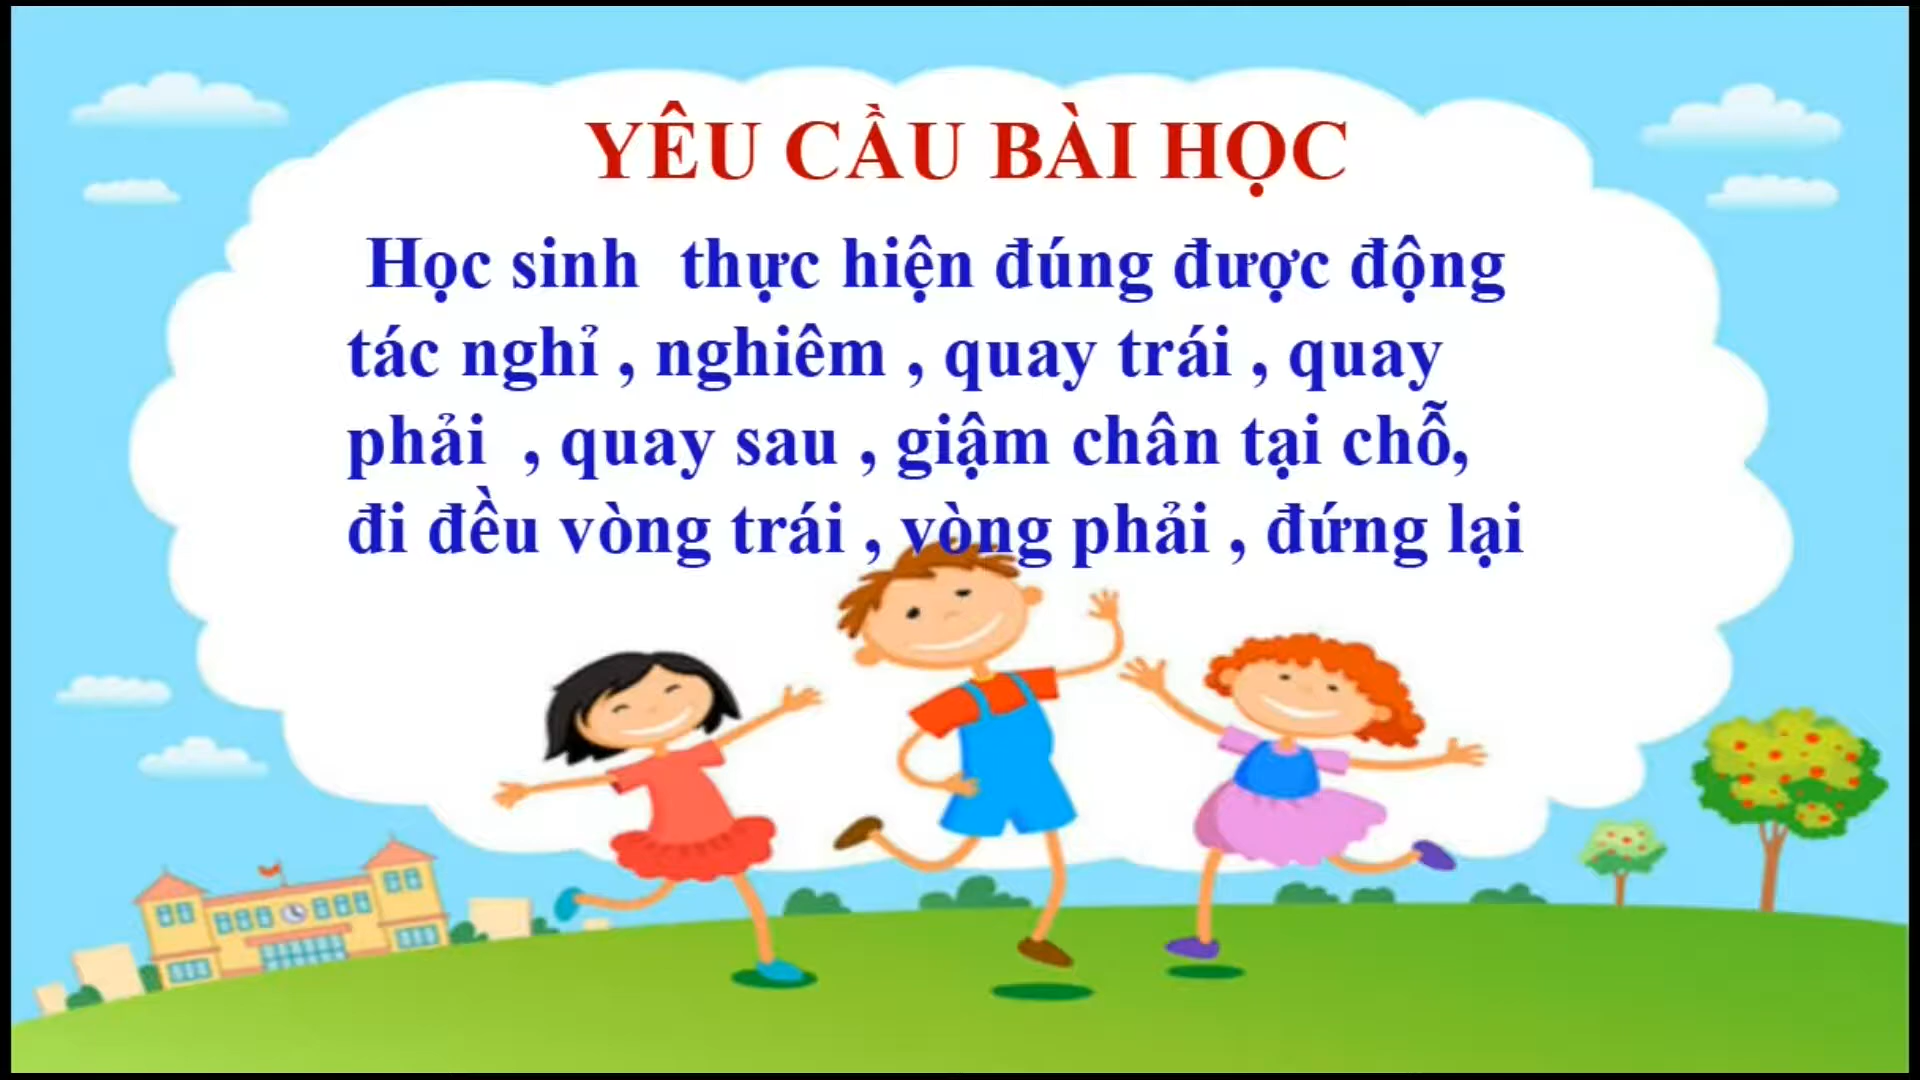 YÊU CẦU BÀI HỌC
Học sinh thực hiện đúng được động
tác nghỉ , nghiêm , quay trái , quay
phải , quay sau , giậm chân tại chỗ,
đi đều vòng trái , vòng phải , đứng lại